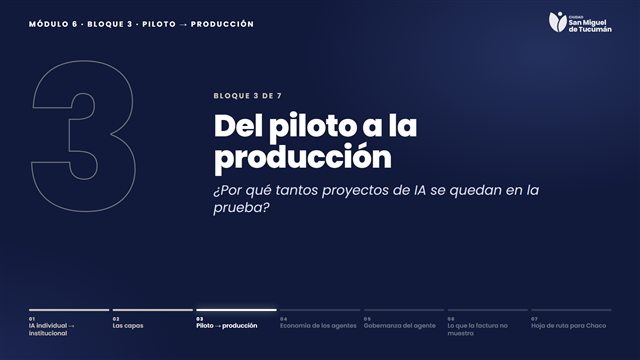 MÓDULO 6 · BLOQUE 3 · PILOTO → PRODUCCIÓN
CIUDAD
San Miguel
de Tucumán
3
BLOQUE 3 DE 7
Del piloto a la
producción
¿Por qué tantos proyectos de IA se quedan en la
prueba?
01
IA individual →
institucional
02
Las capas
03
Piloto → producción
04
Economía de los agentes
05
Gobernanza del agente
06
Lo que la factura no
muestra
07
Hoja de ruta para Chaco